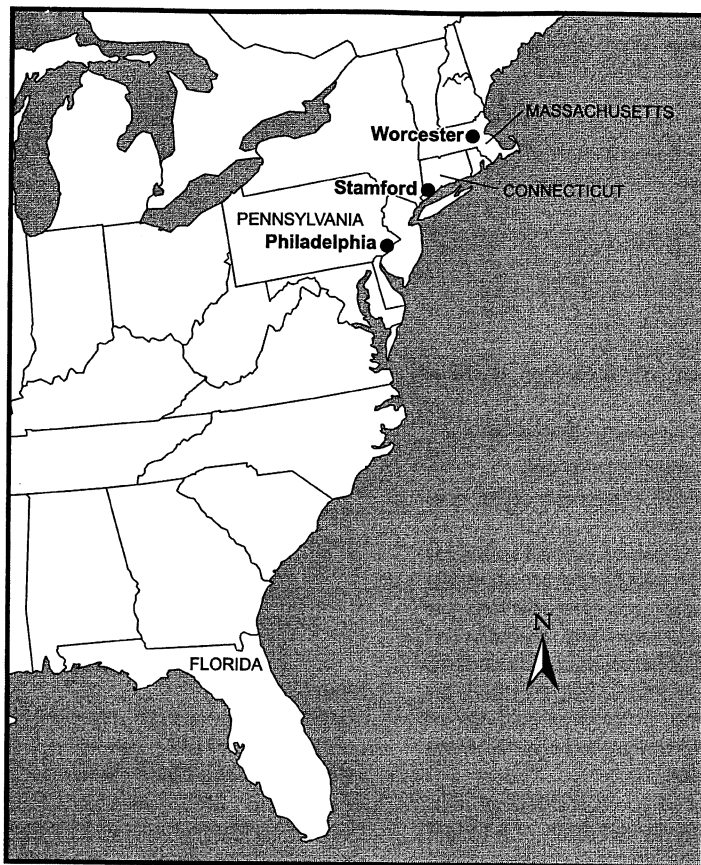 MASSACHUSETTS
Worcester
Stamford
CONNECTICUT
PENNSYLVANIA
Philadelphia
N
FLORIDA